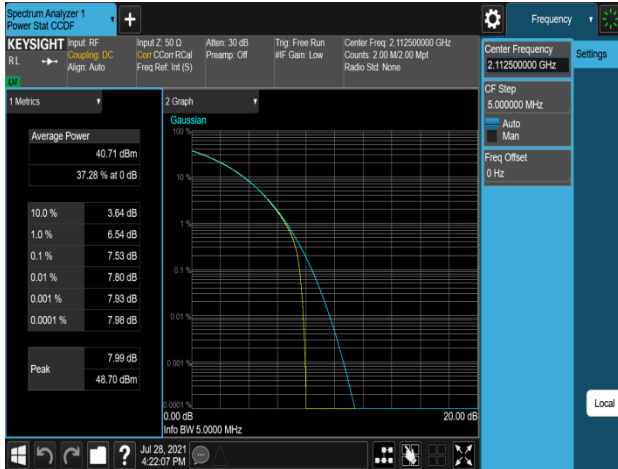 Spectrum Analyzer 1
Power Stat CCDF
+
Frequency
KEYSIGHT
RL
LXI
Input: RF
Coupling: DC
Align: Auto
Input Z: 50 Ω
Corr CCorr RCal
Freq Ref: Int (S)
Atten: 30 dB
Preamp: Off
Trig: Free Run
#IF Gain: Low
Center Freq: 2.112500000 GHz
Counts: 2.00 M/2.00 Mpt
Radio Std: None
Center Frequency
2.112500000 GHz
Settings
CF Step
5.000000 MHz
Auto
Man
Freq Offset
0 Hz
1 Metrics
Average Power
40.71 dBm
37.28 % at 0 dB
10.0 % 3.64 dB
1.0 % 6.54 dB
0.1 % 7.53 dB
0.01 % 7.80 dB
0.001 % 7.93 dB
0.0001 % 7.98 dB
Peak
7.99 dB
48.70 dBm
2 Graph
Gaussian
100 %
10 %
1 %
0.1 %
0.01 %
0.001 %
0.0001 %
0.00 dB 20.00 dB
Info BW 5.0000 MHz
Local
?
Jul 28, 2021
4:22:07 PM